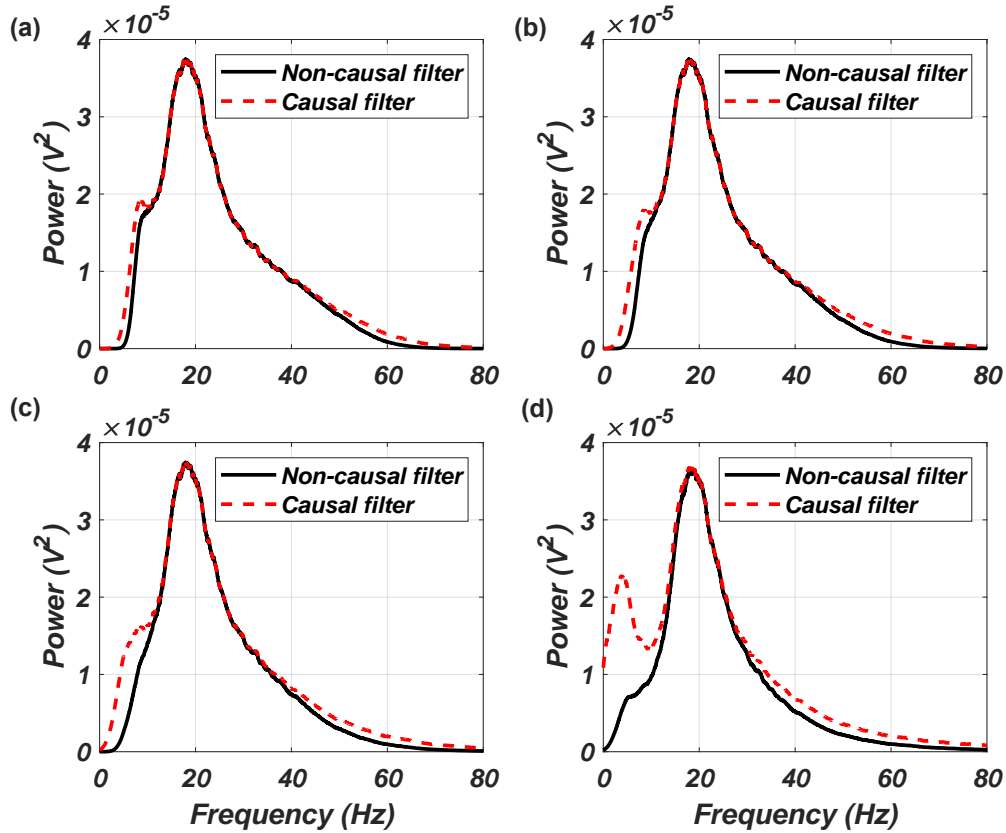 (a)
×10⁻⁵
4
3
2
1
0
Power (V²)
0
20
40
60
80
Non-causal filter
Causal filter
(b)
×10⁻⁵
4
3
2
1
0
Power (V²)
0
20
40
60
80
Non-causal filter
Causal filter
(c)
×10⁻⁵
4
3
2
1
0
Power (V²)
0
20
40
60
80
Frequency (Hz)
Non-causal filter
Causal filter
(d)
×10⁻⁵
4
3
2
1
0
Power (V²)
0
20
40
60
80
Frequency (Hz)
Non-causal filter
Causal filter